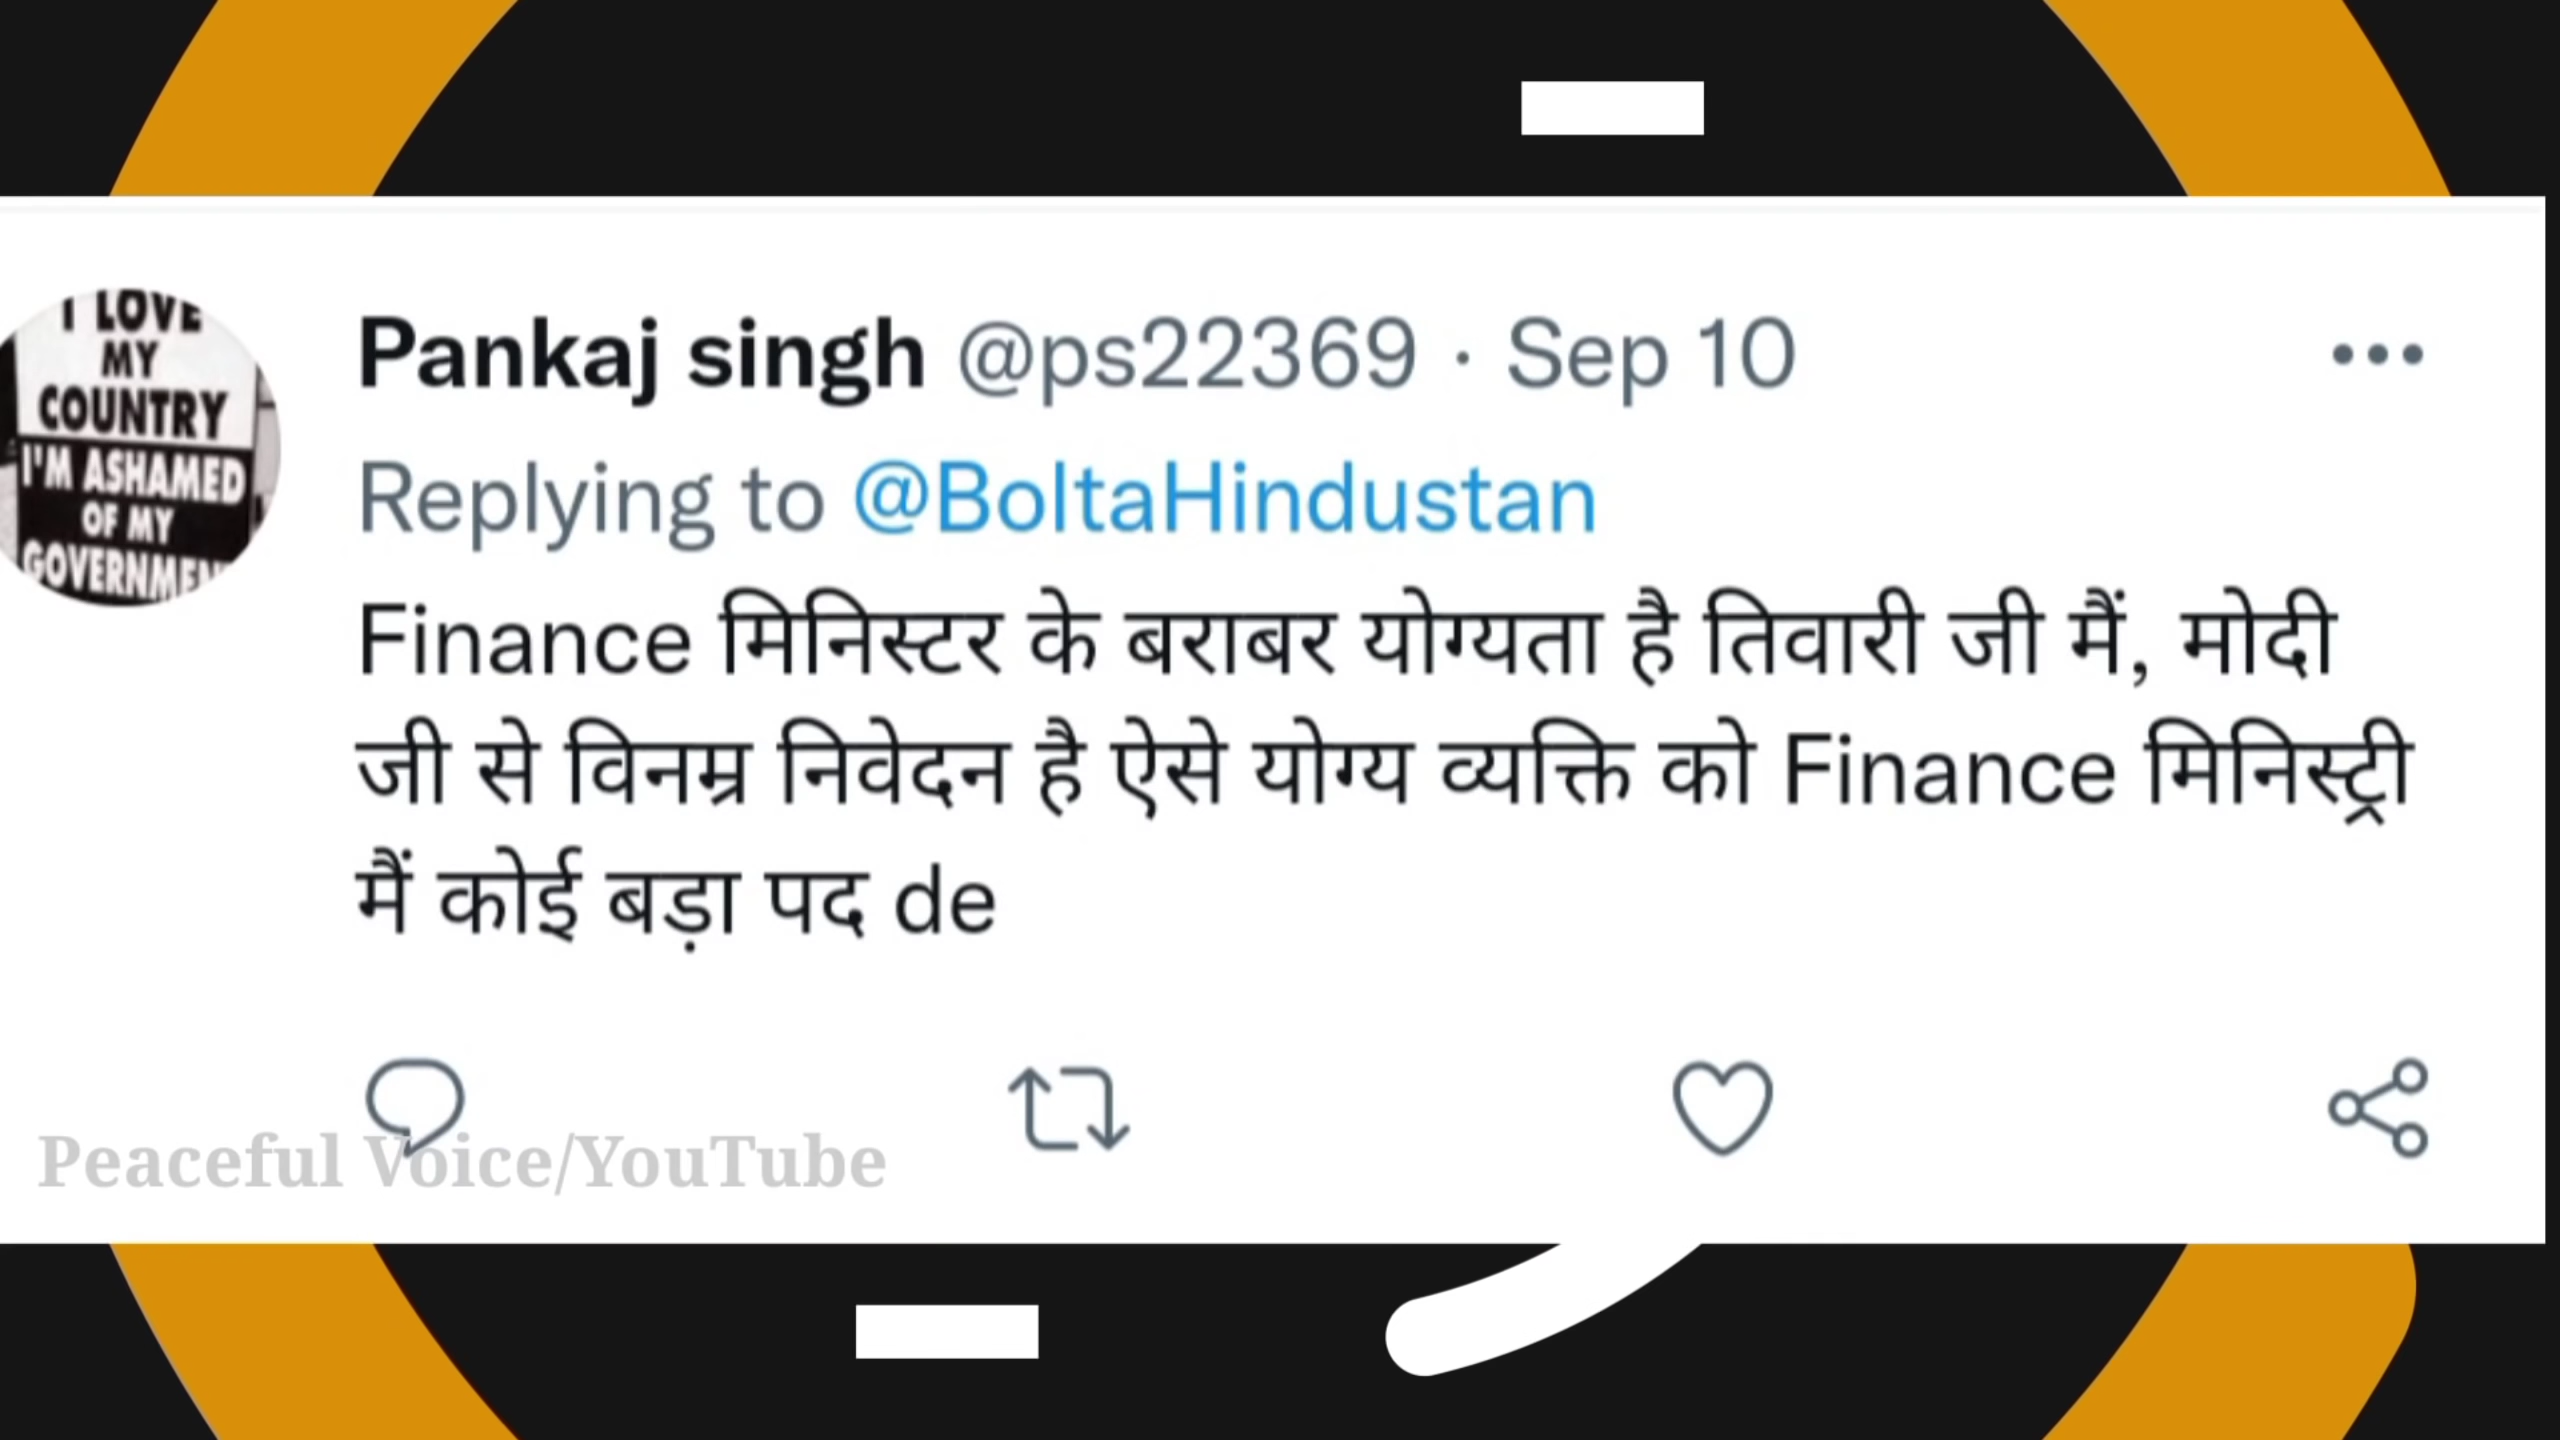 I LOVE
MY
COUNTRY
I'M ASHAMED
OF MY
GOVERNMEN
Pankaj singh @ps22369 · Sep 10
Replying to @BoltaHindustan
Finance मिनिस्टर के बराबर योग्यता है तिवारी जी मैं, मोदी
जी से विनम्र निवेदन है ऐसे योग्य व्यक्ति को Finance मिनिस्ट्री
मैं कोई बड़ा पद de
Peaceful Voice/YouTube